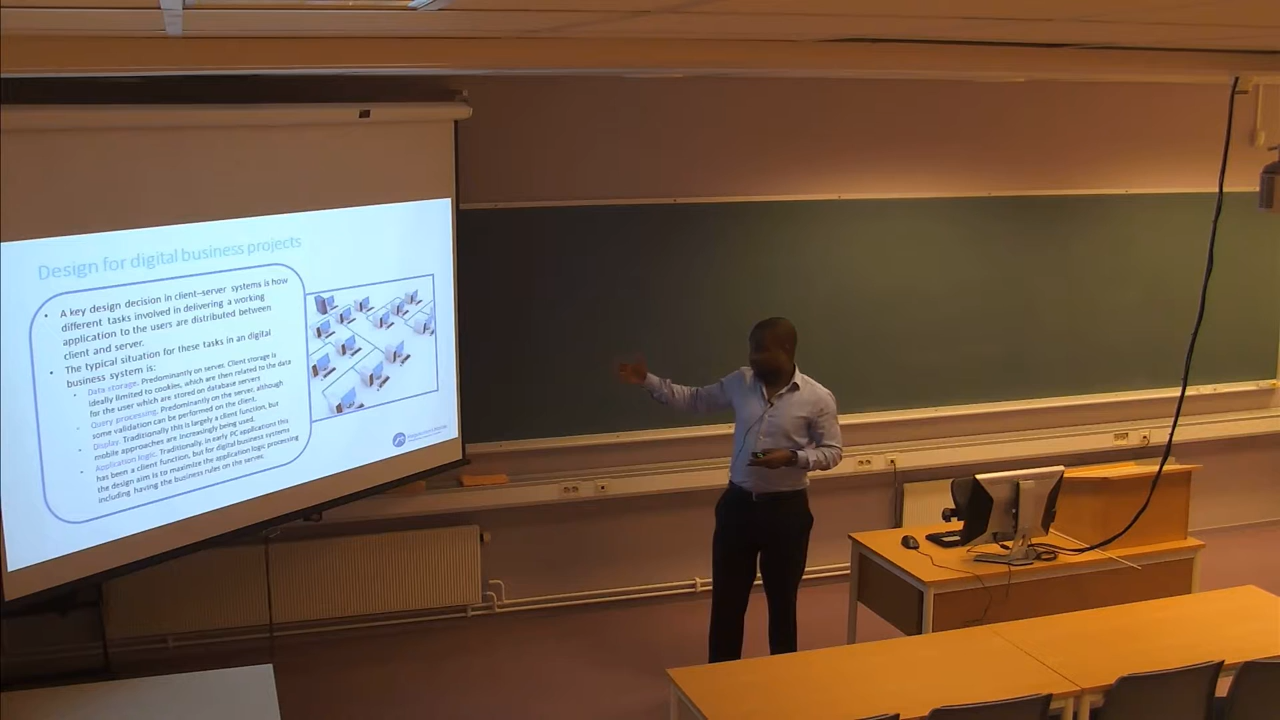 Design for digital business projects
• A key design decision in client–server systems is how
different tasks involved in delivering a working
application to the users are distributed between
client and server.
• The typical situation for these tasks in an digital
business system is:
• Data storage. Predominantly on server. Client storage is
ideally limited to cookies, which are then related to the data
for the user which are stored on database servers
• Query processing. Predominantly on the server, although
some validation can be performed on the client.
• Display. Traditionally this is largely a client function, but
mobile approaches are increasingly being used.
• Application logic. Traditionally, in early PC applications this
has been a client function, but for digital business systems
the design aim is to maximize the application logic processing
including having the business rules on the server.